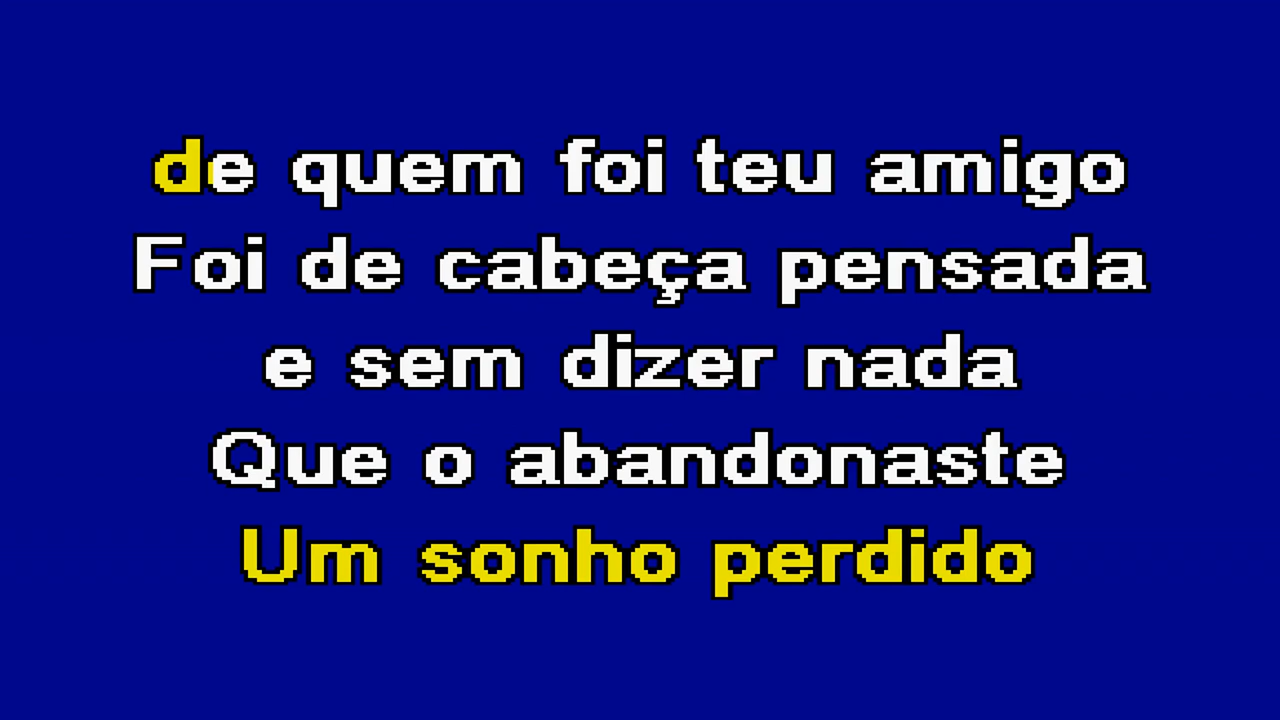 de quem foi teu amigo
Foi de cabeça pensada
e sem dizer nada
Que o abandonaste
Um sonho perdido